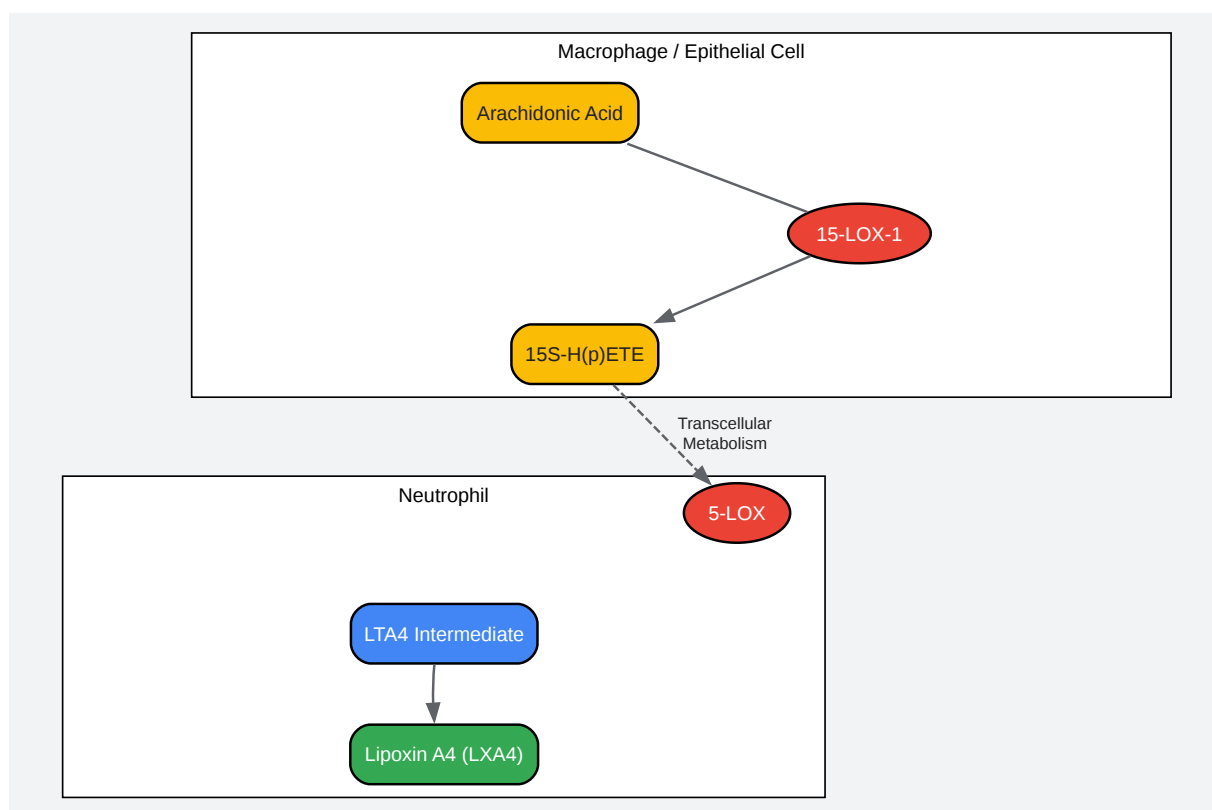 Macrophage / Epithelial Cell
Arachidonic Acid
15-LOX-1
15S-H(p)ETE
Transcellular
Metabolism
Neutrophil
5-LOX
LTA4 Intermediate
Lipoxin A4 (LXA4)